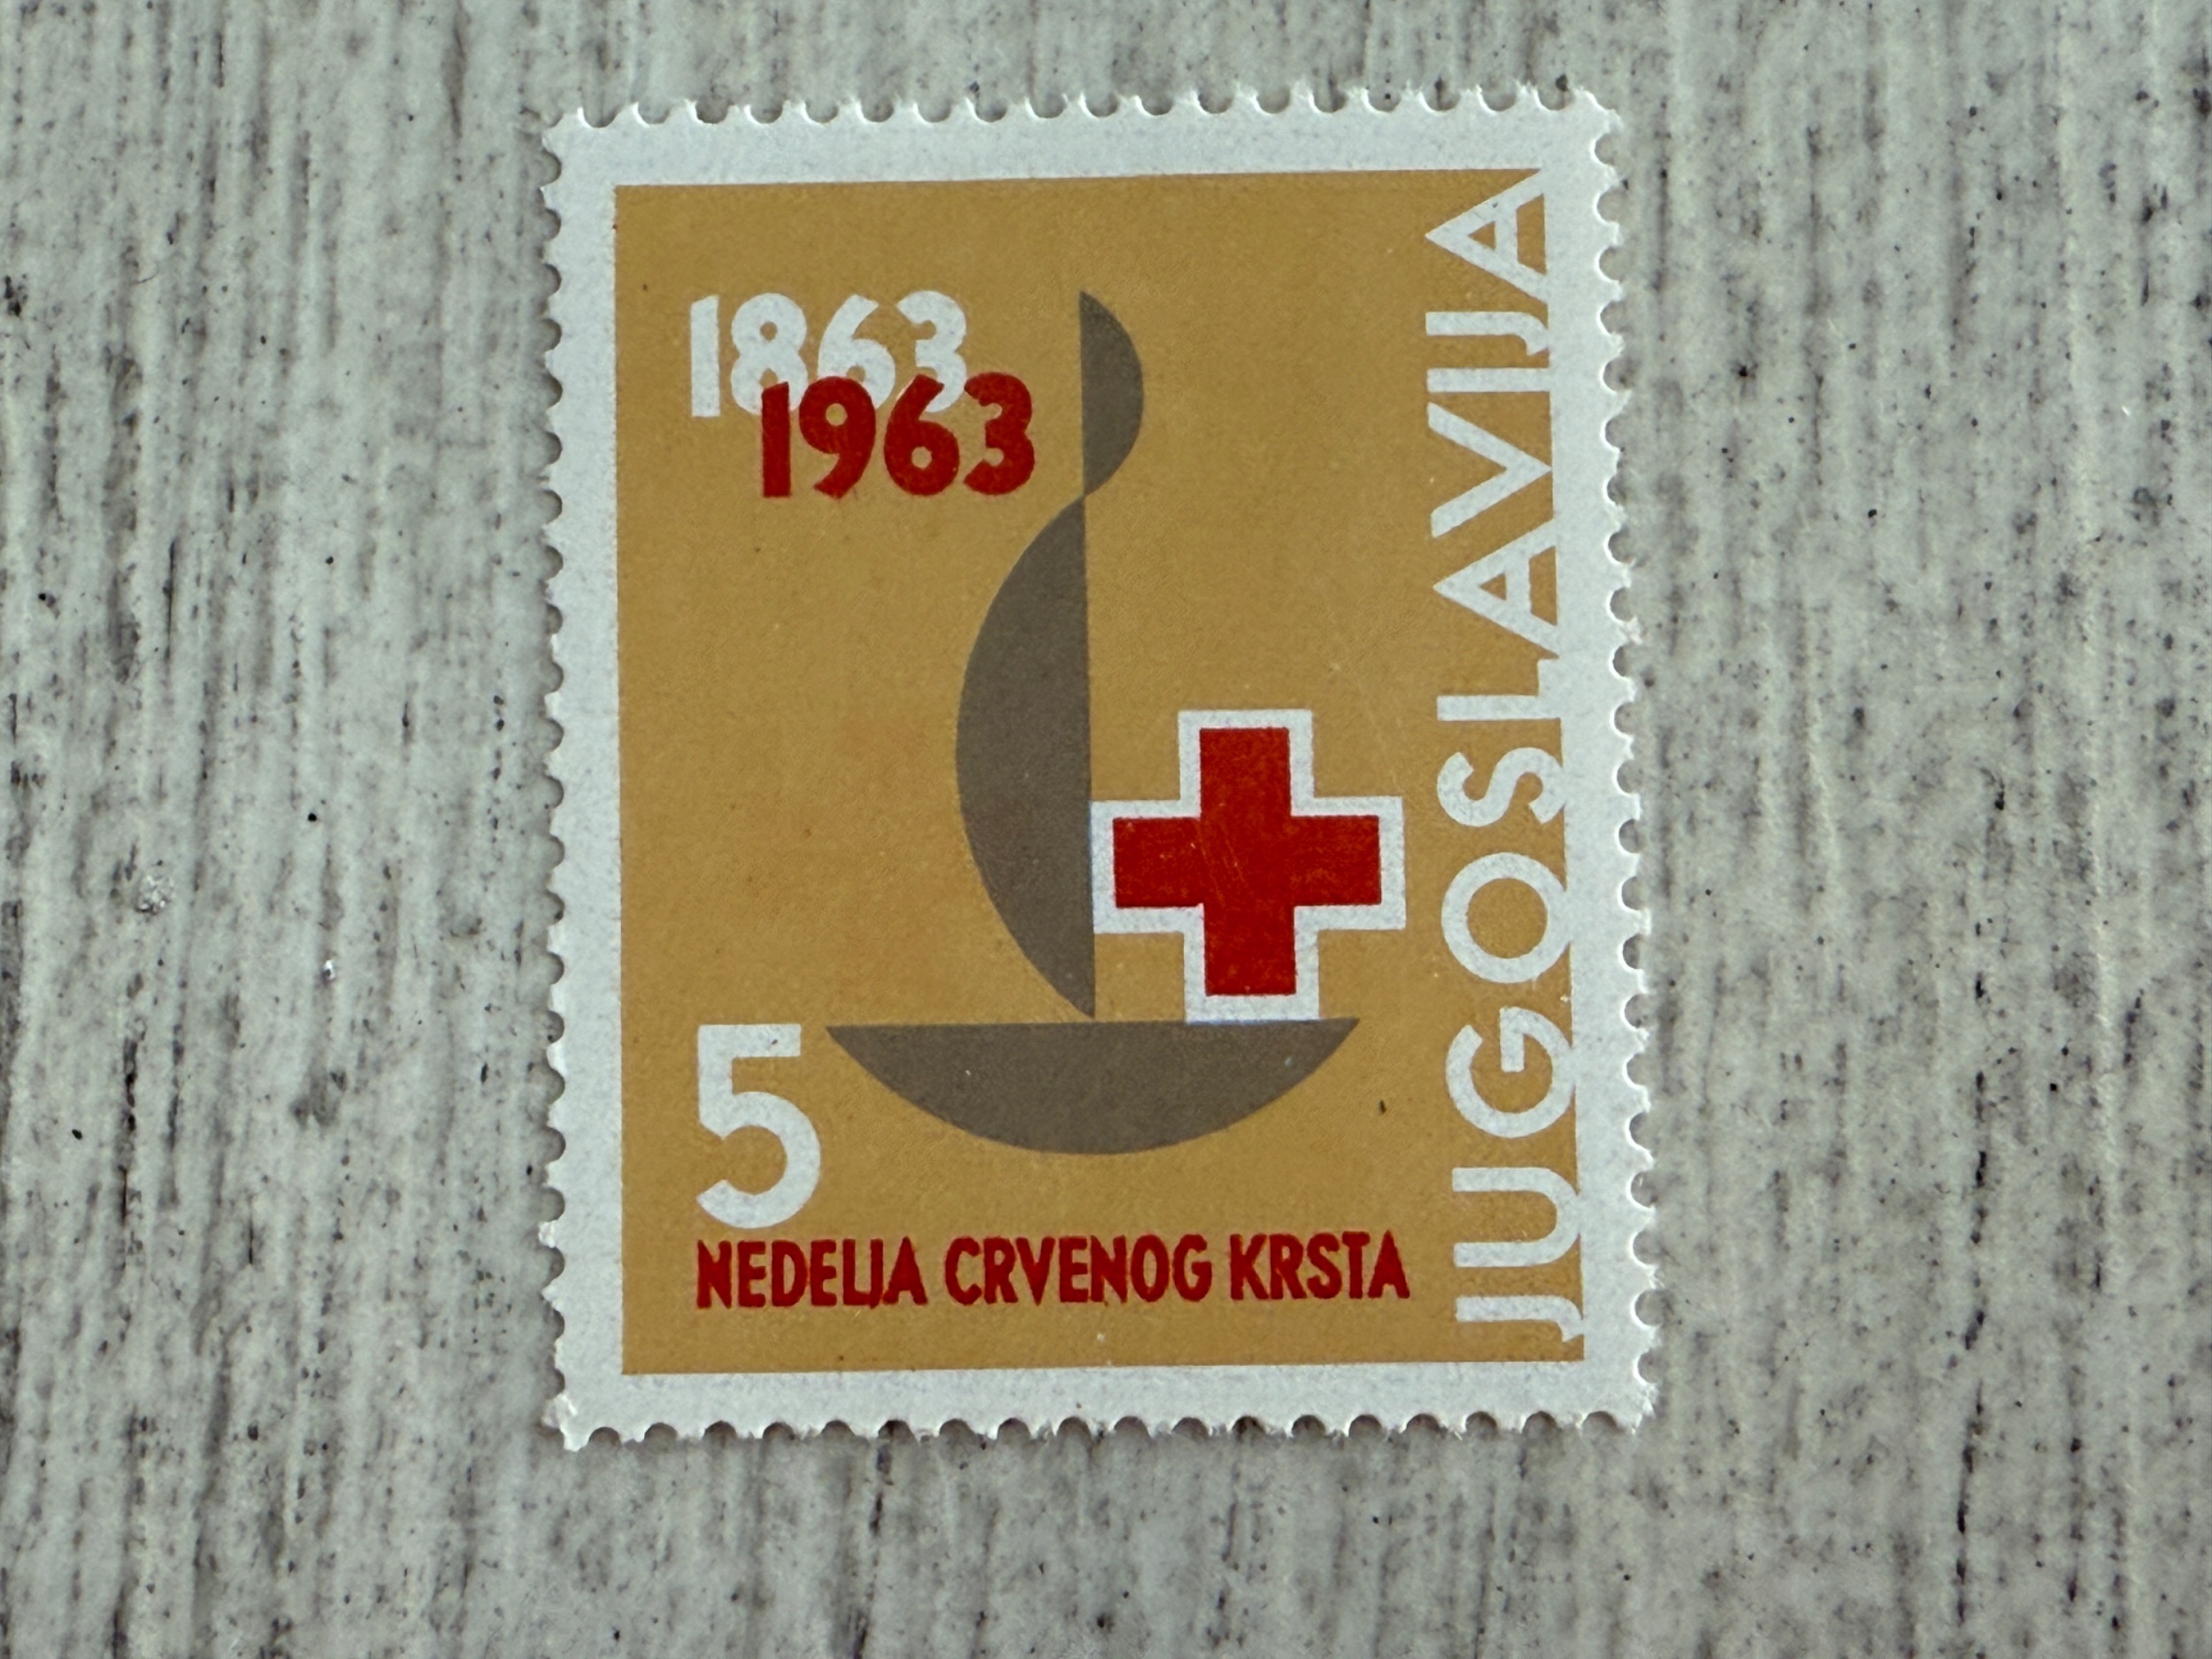 1863
1963
JUGOSLAVIJA
5
NEDELJA CRVENOG KRSTA